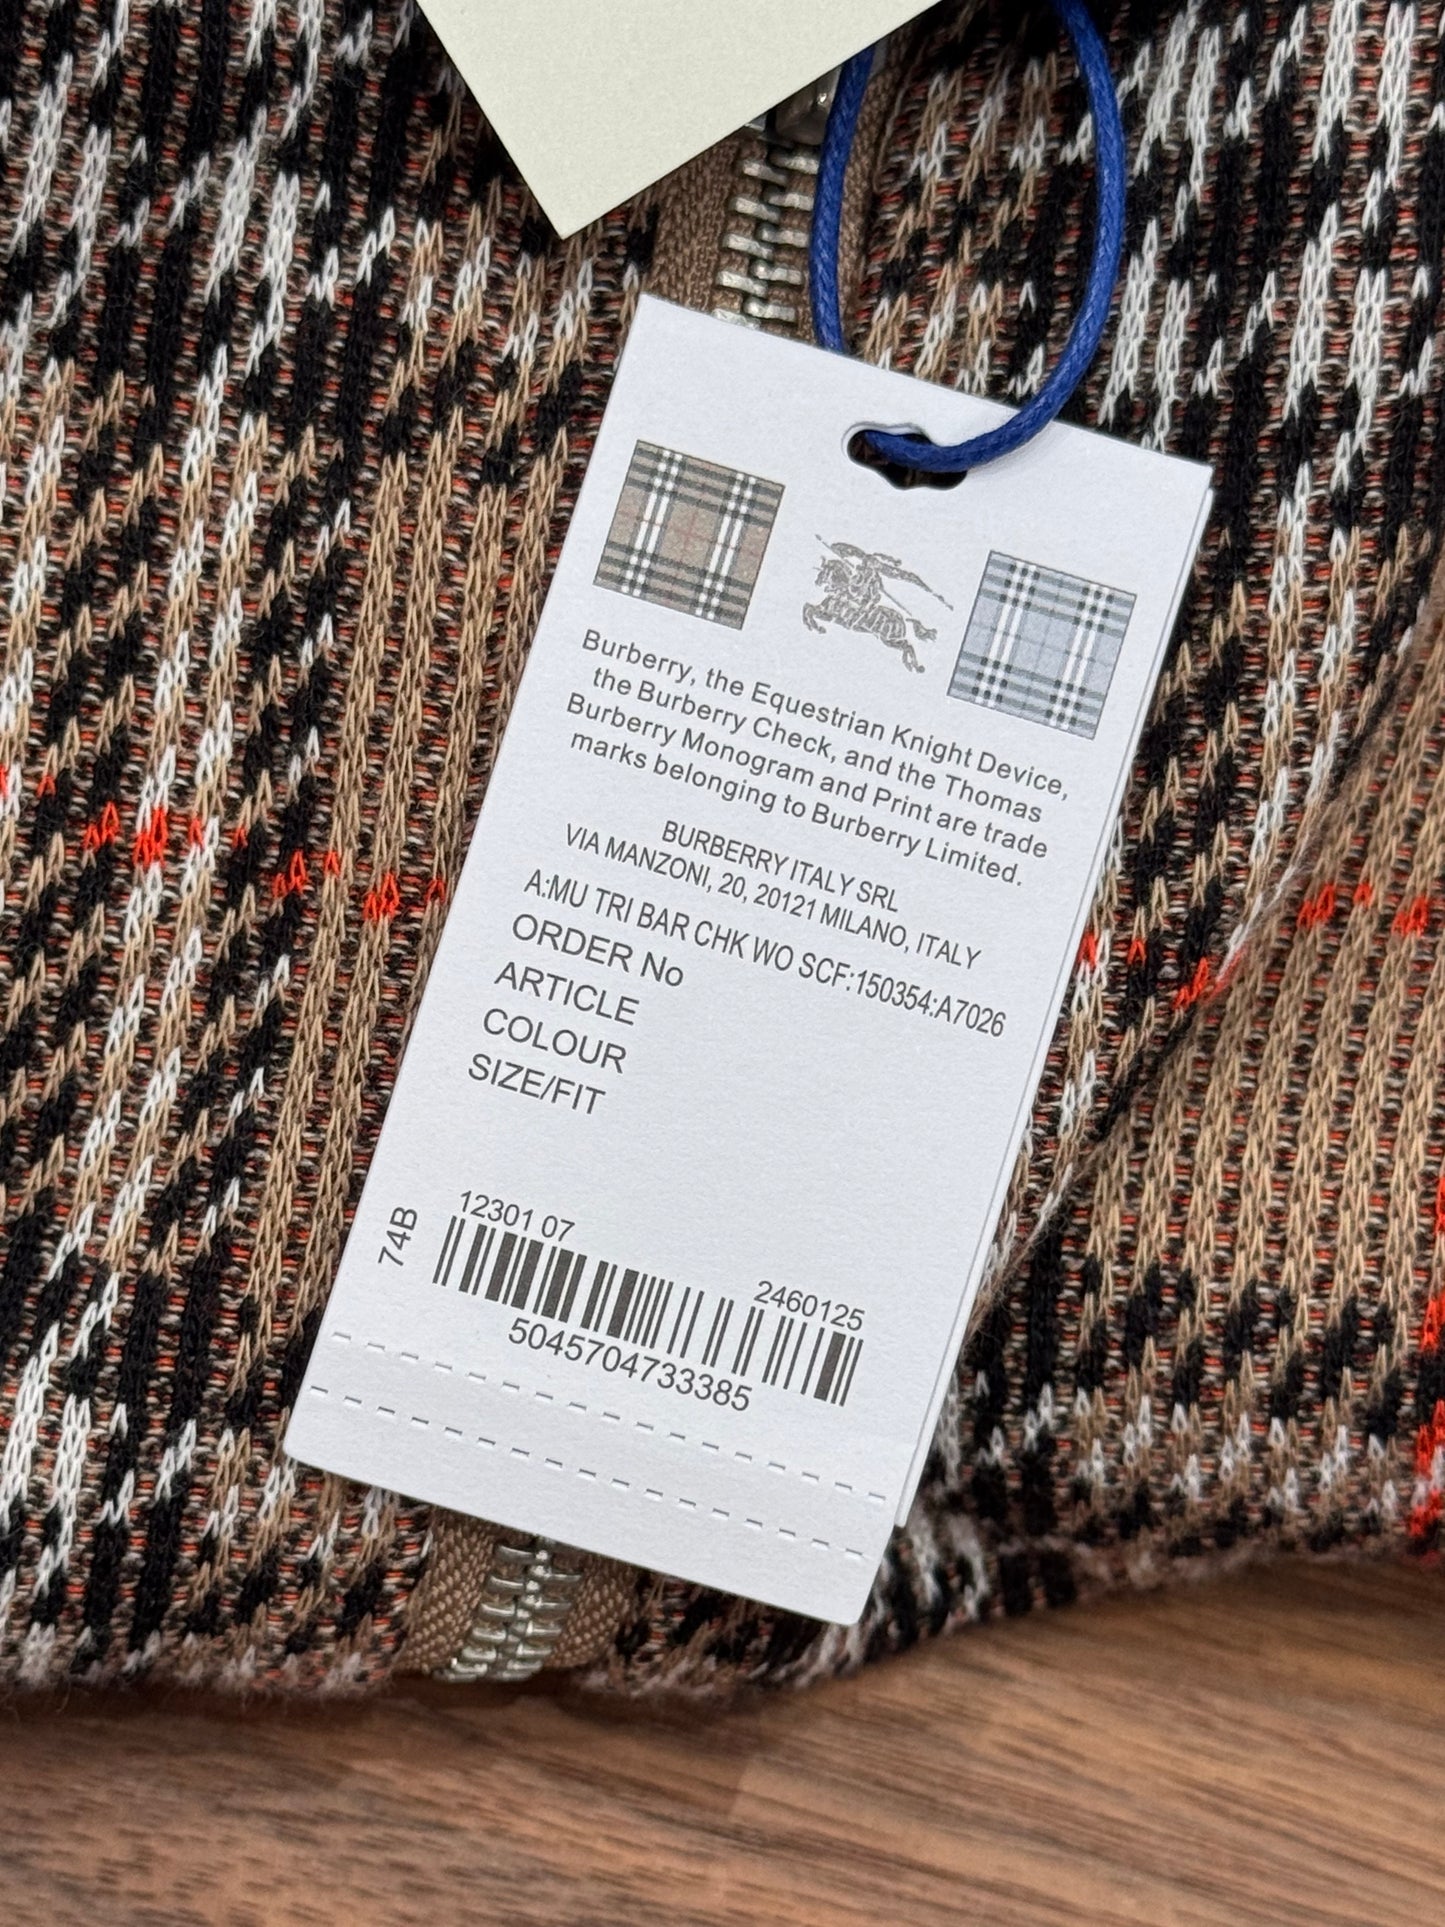 Burberry, the Equestrian Knight Device,
the Burberry Check, and the Thomas
Burberry Monogram and Print are trade
marks belonging to Burberry Limited.
BURBERRY ITALY SRL
VIA MANZONI, 20, 20121 MILANO, ITALY
A:MU TRI BAR CHK WO SCF:150354:A7026
ORDER No
ARTICLE
COLOUR
SIZE/FIT
74B
12301 07
2460125
5045704733385